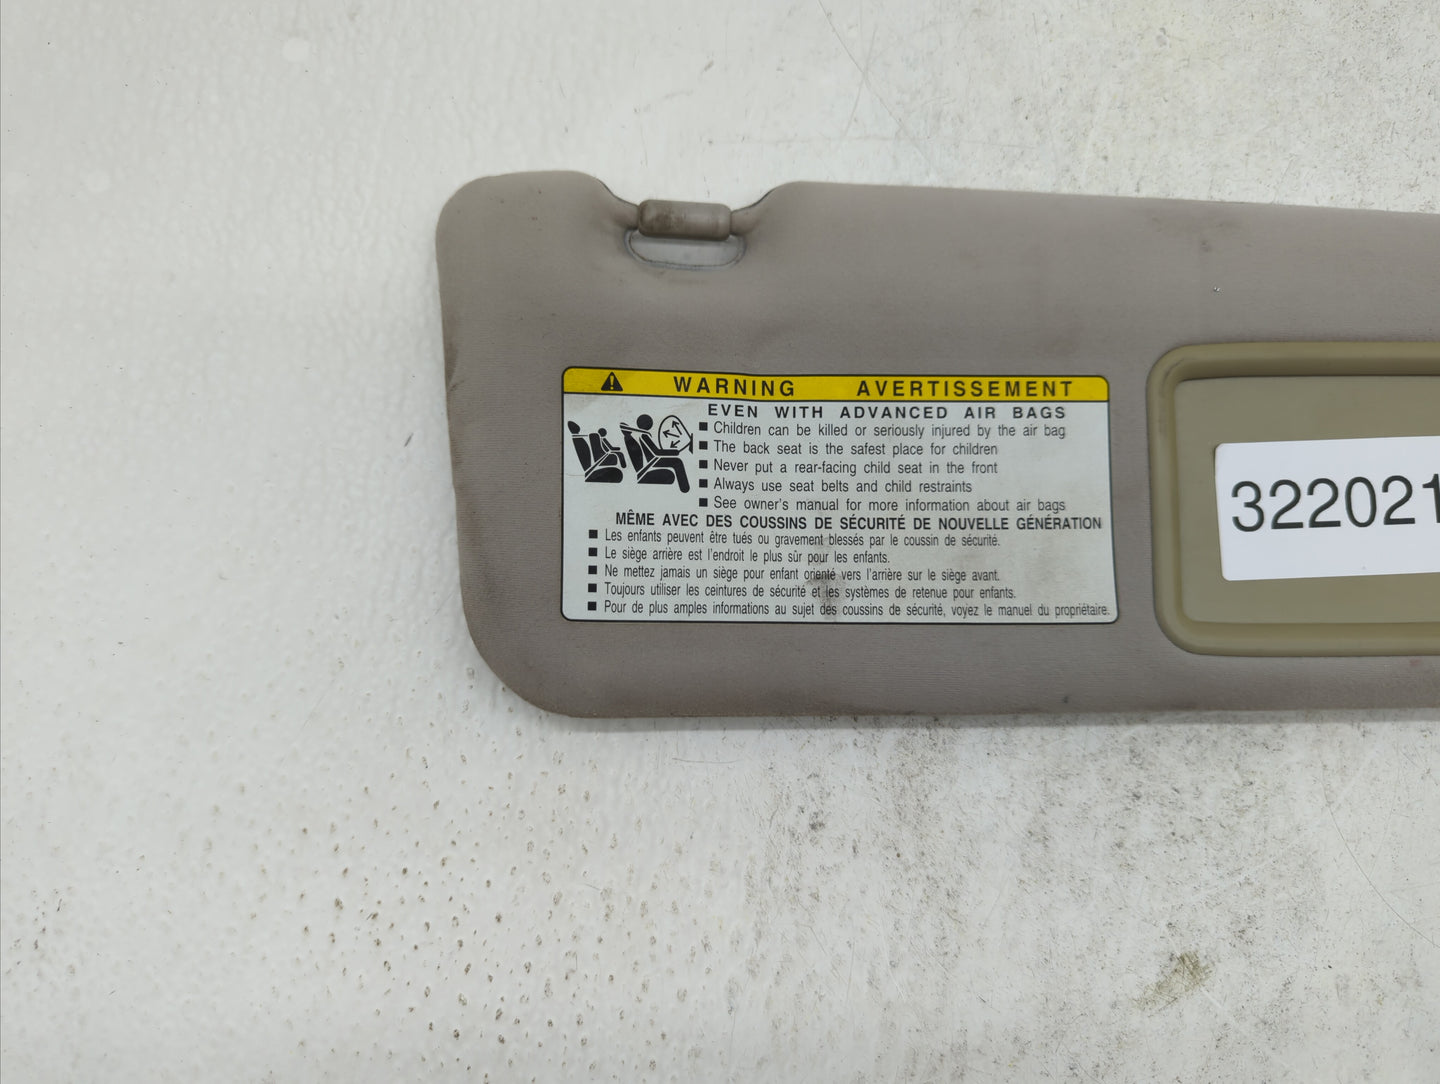 WARNING AVERTISSEMENT
EVEN WITH ADVANCED AIR BAGS
■ Children can be killed or seriously injured by the air bag
■ The back seat is the safest place for children
■ Never put a rear-facing child seat in the front
■ Always use seat belts and child restraints
■ See owner's manual for more information about air bags
MÊME AVEC DES COUSSINS DE SÉCURITÉ DE NOUVELLE GÉNÉRATION
■ Les enfants peuvent être tués ou gravement blessés par le coussin de sécurité.
■ Le siège arrière est l'endroit le plus sûr pour les enfants.
■ Ne mettez jamais un siège pour enfant orienté vers l'arrière sur le siège avant.
■ Toujours utiliser les ceintures de sécurité et les systèmes de retenue pour enfants.
■ Pour de plus amples informations au sujet des coussins de sécurité, voyez le manuel du propriétaire.
322021